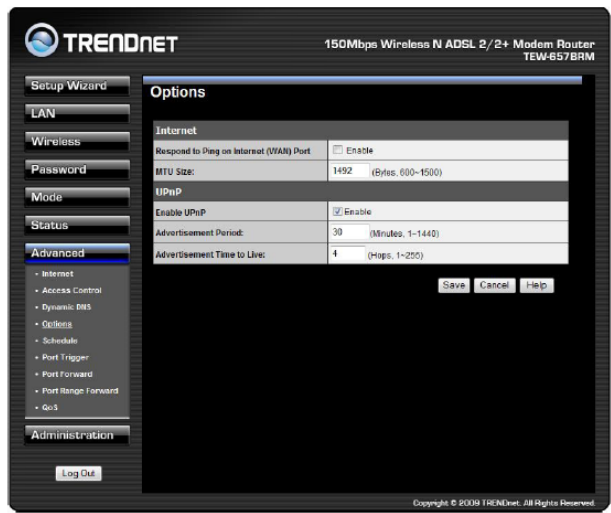 TRENDNET
150Mbps Wireless N ADSL 2/2+ Modem Router
TEW-657BRM
Setup Wizard
LAN
Wireless
Password
Mode
Status
Advanced
• Internet
• Access Control
• Dynamic DNS
• Options
• Schedule
• Port Trigger
• Port Forward
• Port Range Forward
• QoS
Administration
Log Out
Options
Internet
Respond to Ping on Internet (WAN) Port Enable
MTU Size: 1492 (Bytes, 600~1500)
UPnP
Enable UPnP Enable
Advertisement Period: 30 (Minutes, 1~1440)
Advertisement Time to Live: 4 (Hops, 1~255)
Save Cancel Help
Copyright © 2009 TRENDnet. All Rights Reserved.